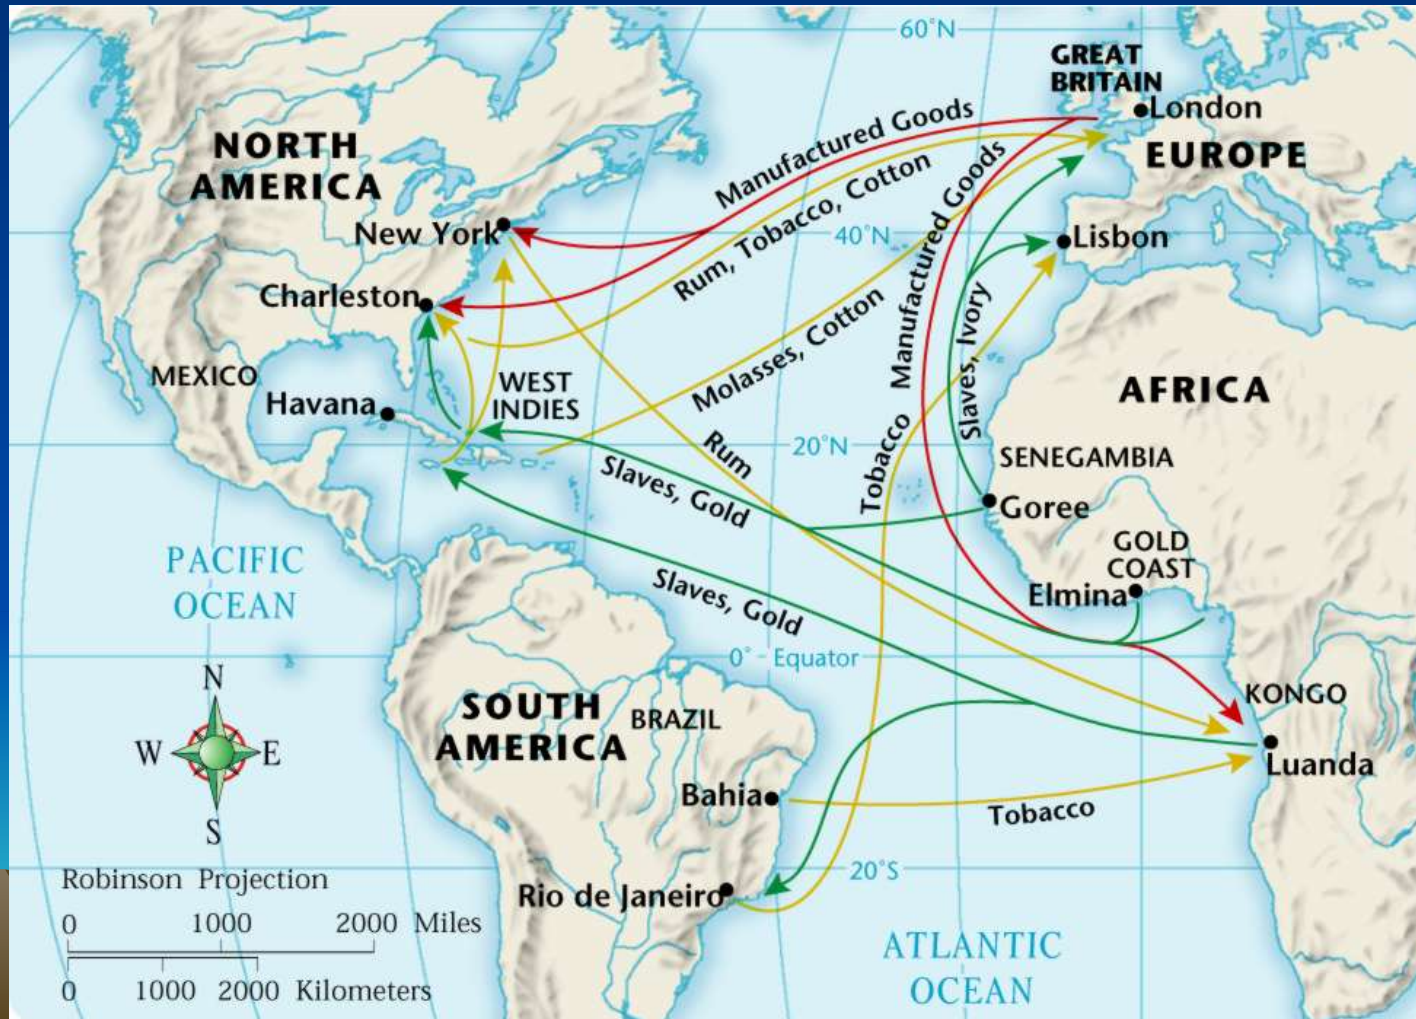 60°N
GREAT
BRITAIN
London
EUROPE
NORTH
AMERICA
Manufactured Goods
Rum, Tobacco, Cotton
Manufactured Goods
New York
40°N
Lisbon
Charleston
Molasses, Cotton
Slaves, Ivory
MEXICO
WEST
INDIES
Havana
AFRICA
Rum
20°N
Tobacco
SENEGAMBIA
Slaves, Gold
Goree
GOLD
COAST
Elmina
PACIFIC
OCEAN
Slaves, Gold
0° - Equator
N
W
E
S
SOUTH
AMERICA
BRAZIL
KONGO
Luanda
Bahia
Tobacco
20°S
Rio de Janeiro
Robinson Projection
0 1000 2000 Miles
0 1000 2000 Kilometers
ATLANTIC
OCEAN